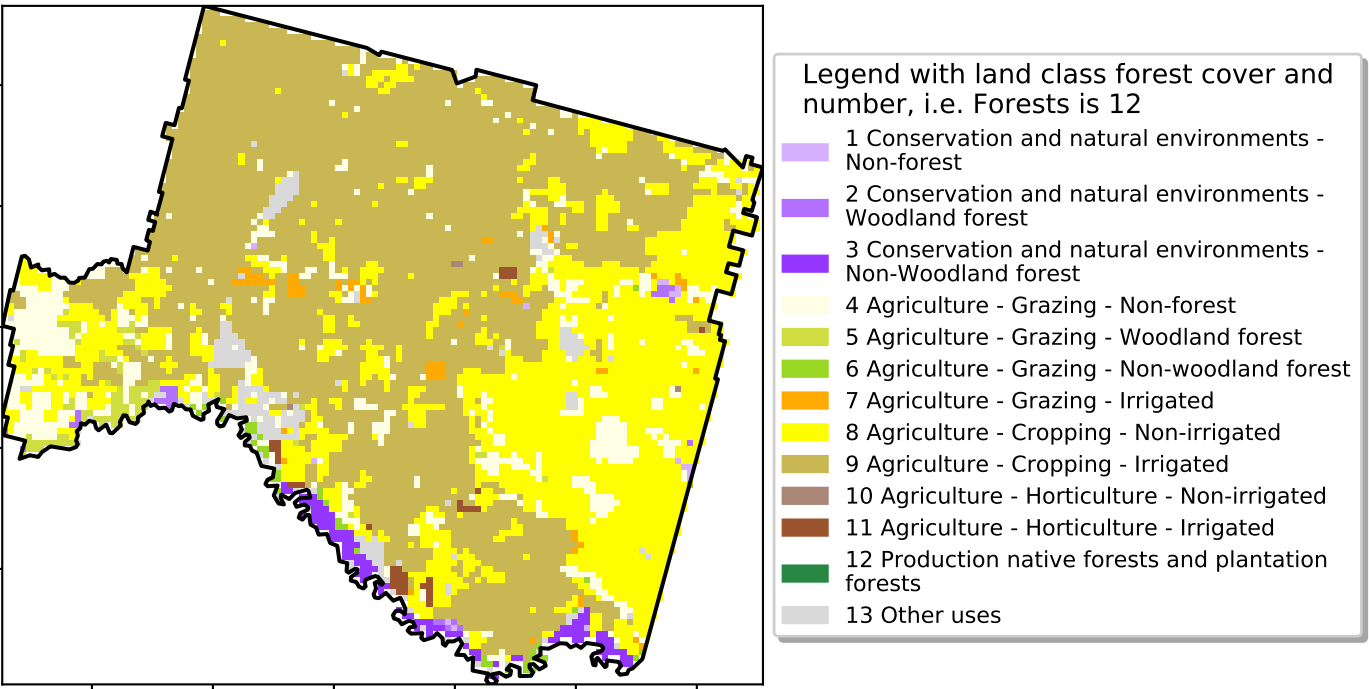 Legend with land class forest cover and
number, i.e. Forests is 12
1 Conservation and natural environments -
Non-forest
2 Conservation and natural environments -
Woodland forest
3 Conservation and natural environments -
Non-Woodland forest
4 Agriculture - Grazing - Non-forest
5 Agriculture - Grazing - Woodland forest
6 Agriculture - Grazing - Non-woodland forest
7 Agriculture - Grazing - Irrigated
8 Agriculture - Cropping - Non-irrigated
9 Agriculture - Cropping - Irrigated
10 Agriculture - Horticulture - Non-irrigated
11 Agriculture - Horticulture - Irrigated
12 Production native forests and plantation
forests
13 Other uses